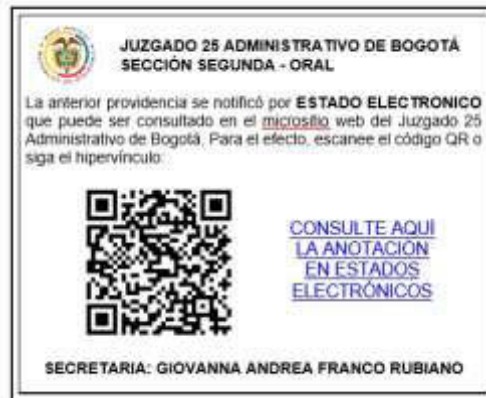 JUZGADO 25 ADMINISTRATIVO DE BOGOTÁ
SECCIÓN SEGUNDA - ORAL
La anterior providencia se notificó por ESTADO ELECTRONICO
que puede ser consultado en el micrositio web del Juzgado 25
Administrativo de Bogotá. Para el efecto, escanee el código QR o
siga el hipervínculo:
CONSULTE AQUÍ
LA ANOTACIÓN
EN ESTADOS
ELECTRÓNICOS
SECRETARIA: GIOVANNA ANDREA FRANCO RUBIANO